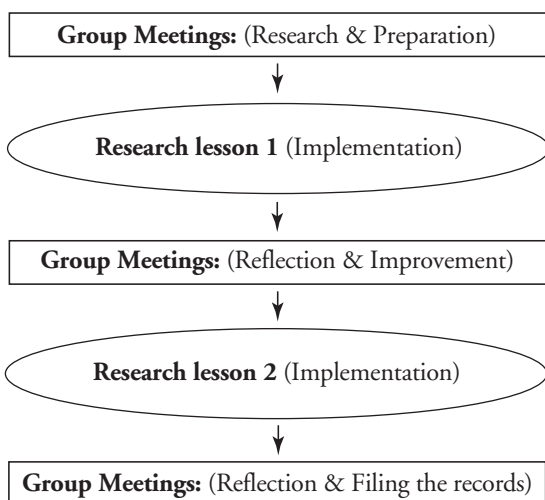 Group Meetings: (Research & Preparation)
Research lesson 1 (Implementation)
Group Meetings: (Reflection & Improvement)
Research lesson 2 (Implementation)
Group Meetings: (Reflection & Filing the records)